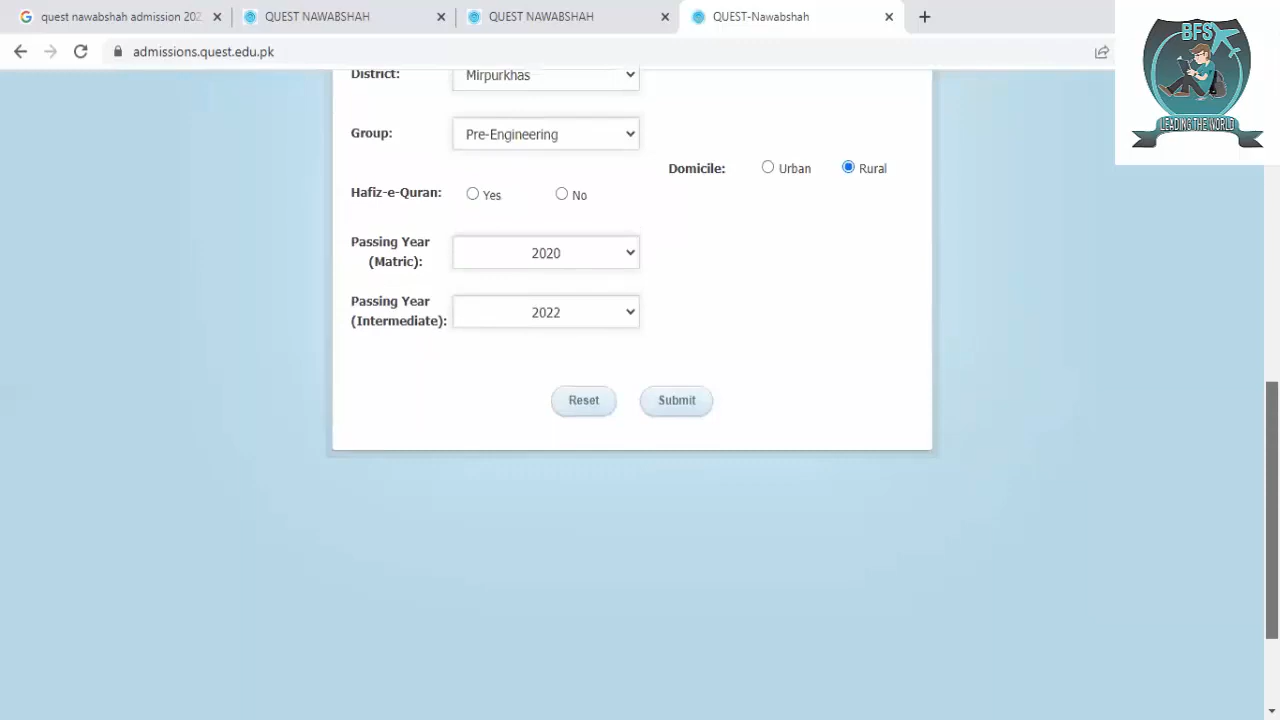 quest nawabshah admission 202
QUEST NAWABSHAH
QUEST NAWABSHAH
QUEST-Nawabshah
admissions.quest.edu.pk
BFS
LEADING THE WORLD
District:
Mirpurkhas
Group:
Pre-Engineering
Domicile:
Urban
Rural
Hafiz-e-Quran:
Yes
No
Passing Year
(Matric):
2020
Passing Year
(Intermediate):
2022
Reset
Submit